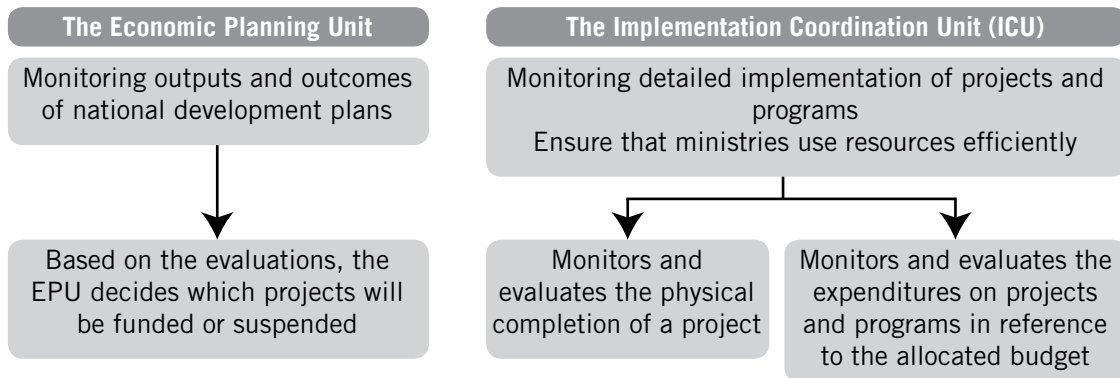 The Economic Planning Unit
Monitoring outputs and outcomes
of national development plans
Based on the evaluations, the
EPU decides which projects will
be funded or suspended
The Implementation Coordination Unit (ICU)
Monitoring detailed implementation of projects and
programs
Ensure that ministries use resources efficiently
Monitors and
evaluates the physical
completion of a project
Monitors and evaluates the
expenditures on projects
and programs in reference
to the allocated budget